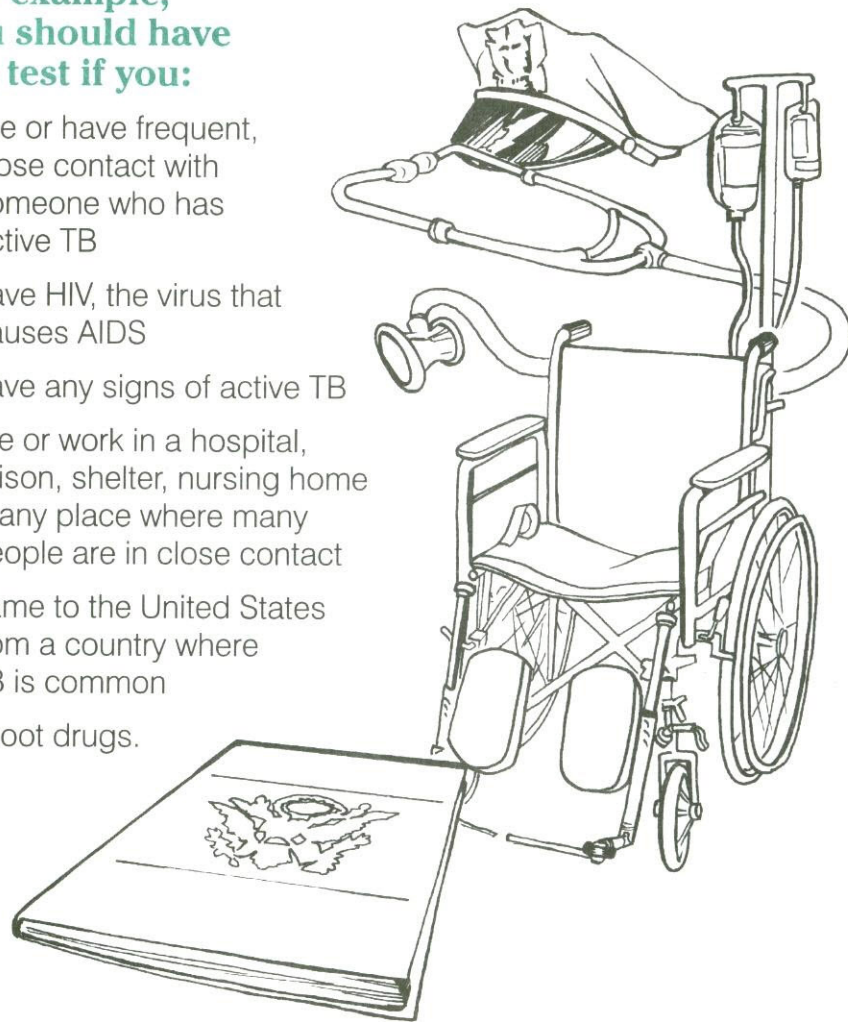 example,
u should have
test if you:
e or have frequent,
ose contact with
omeone who has
ctive TB
ave HIV, the virus that
auses AIDS
ave any signs of active TB
e or work in a hospital,
ison, shelter, nursing home
any place where many
eople are in close contact
ame to the United States
om a country where
B is common
oot drugs.